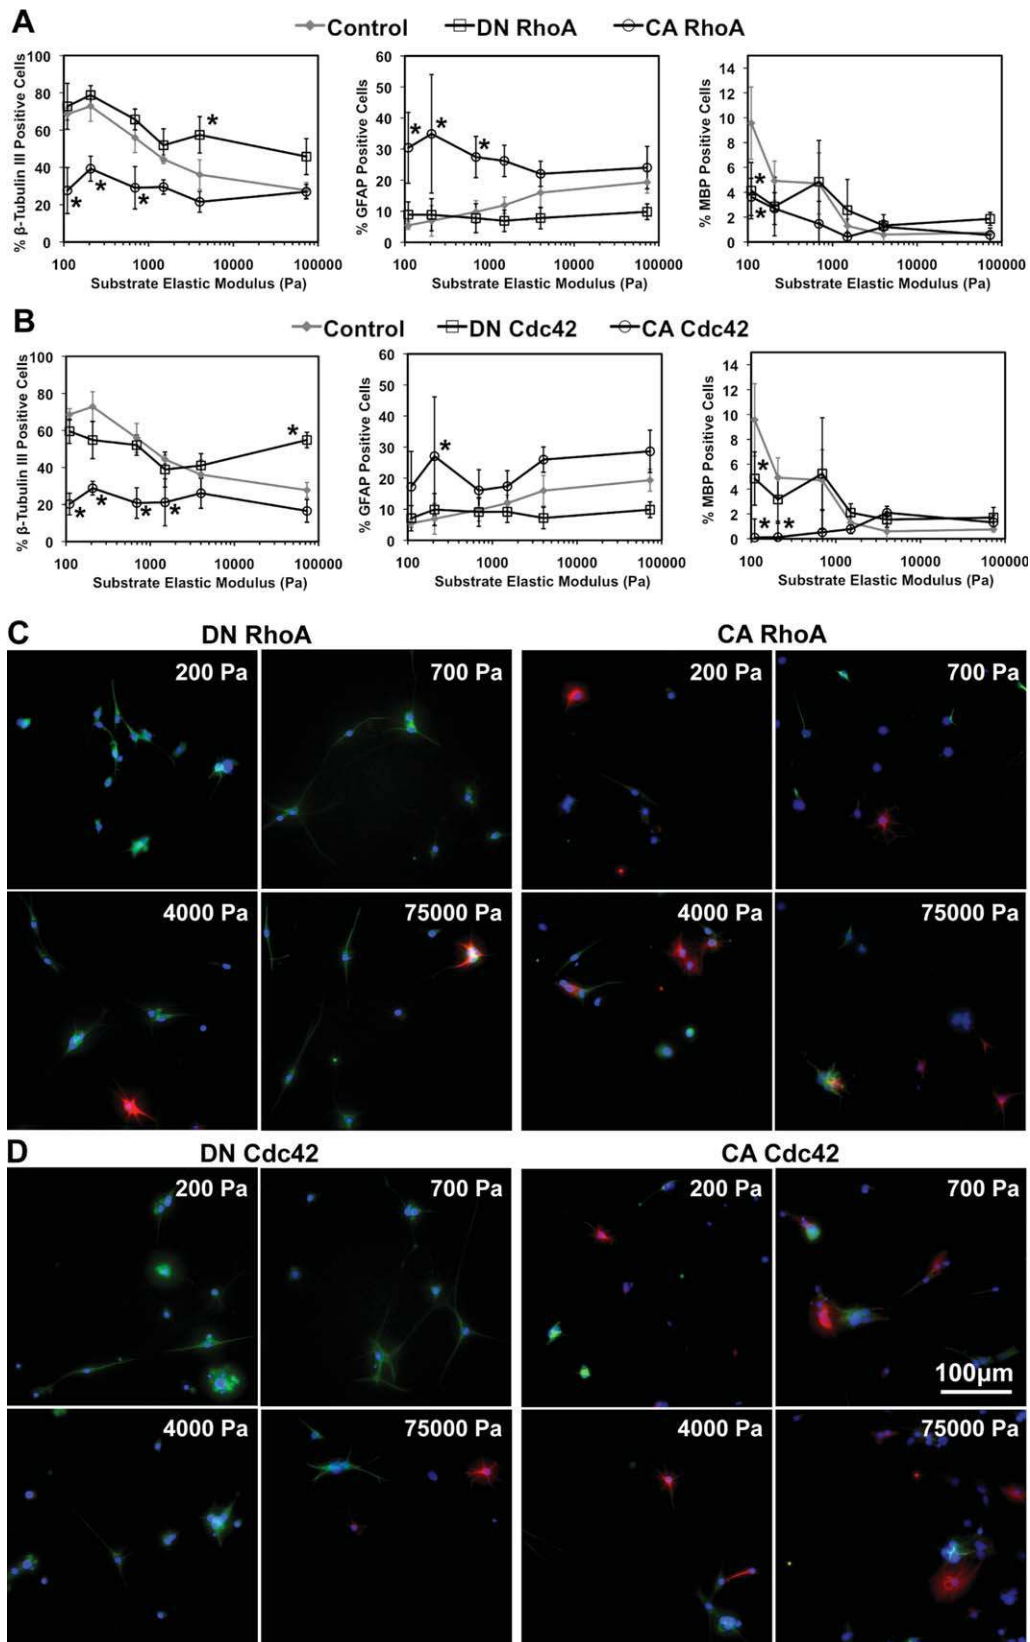 A
Control DN RhoA CA RhoA
100
80
60
40
20
0
% β-Tubulin III Positive Cells
*
*
*
*
100 1000 10000 100000
Substrate Elastic Modulus (Pa)
60
50
40
30
20
10
0
% GFAP Positive Cells
* * *
100 1000 10000 100000
Substrate Elastic Modulus (Pa)
14
12
10
8
6
4
2
0
% MBP Positive Cells
*
*
100 1000 10000 100000
Substrate Elastic Modulus (Pa)
B
Control DN Cdc42 CA Cdc42
100
80
60
40
20
0
% β-Tubulin III Positive Cells
*
* * * *
100 1000 10000 100000
Substrate Elastic Modulus (Pa)
60
50
40
30
20
10
0
% GFAP Positive Cells
*
100 1000 10000 100000
Substrate Elastic Modulus (Pa)
14
12
10
8
6
4
2
0
% MBP Positive Cells
*
* *
100 1000 10000 100000
Substrate Elastic Modulus (Pa)
C
DN RhoA CA RhoA
200 Pa 700 Pa 200 Pa 700 Pa
4000 Pa 75000 Pa 4000 Pa 75000 Pa
D
DN Cdc42 CA Cdc42
200 Pa 700 Pa 200 Pa 700 Pa
100μm
4000 Pa 75000 Pa 4000 Pa 75000 Pa